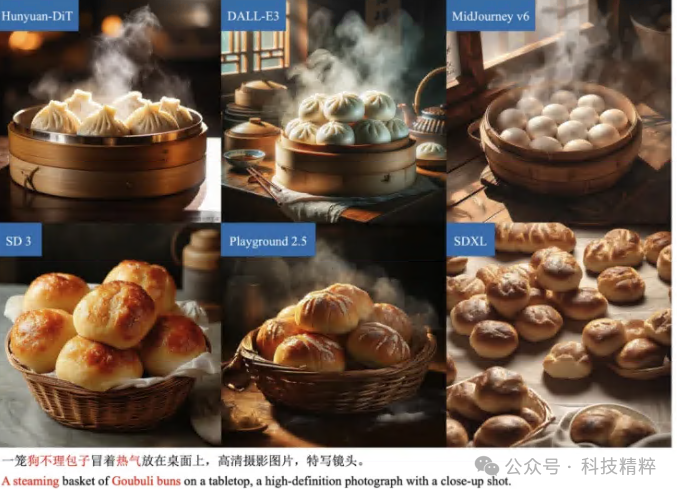 Hunyuan-DiT
DALL-E3
MidJourney v6
SD 3
Playground 2.5
SDXL
一笼狗不理包子冒着热气放在桌面上，高清摄影图片，特写镜头。
公众号 · 科技精粹
A steaming basket of Goubuli buns on a tabletop, a high-definition photograph with a close-up shot.